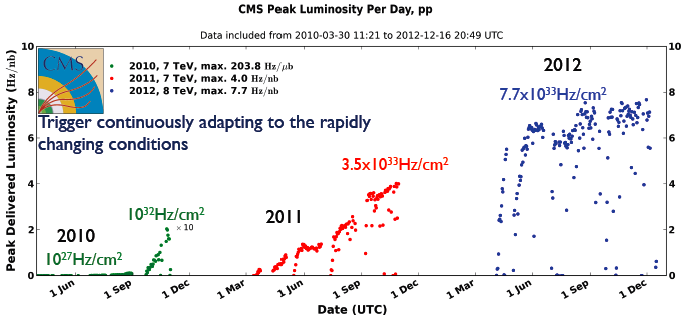 CMS Peak Luminosity Per Day, pp
Data included from 2010-03-30 11:21 to 2012-12-16 20:49 UTC
CMS
2010, 7 TeV, max. 203.8 Hz/μb
2011, 7 TeV, max. 4.0 Hz/nb
2012, 8 TeV, max. 7.7 Hz/nb
Trigger continuously adapting to the rapidly
changing conditions
2012
7.7x10³³Hz/cm²
3.5x10³³Hz/cm²
2011
10³²Hz/cm²
× 10
2010
10²⁷Hz/cm²
Peak Delivered Luminosity (Hz/nb)
10
8
6
4
2
0
10
8
6
4
2
0
1 Jun
1 Sep
1 Dec
1 Mar
1 Jun
1 Sep
1 Dec
1 Mar
1 Jun
1 Sep
1 Dec
Date (UTC)